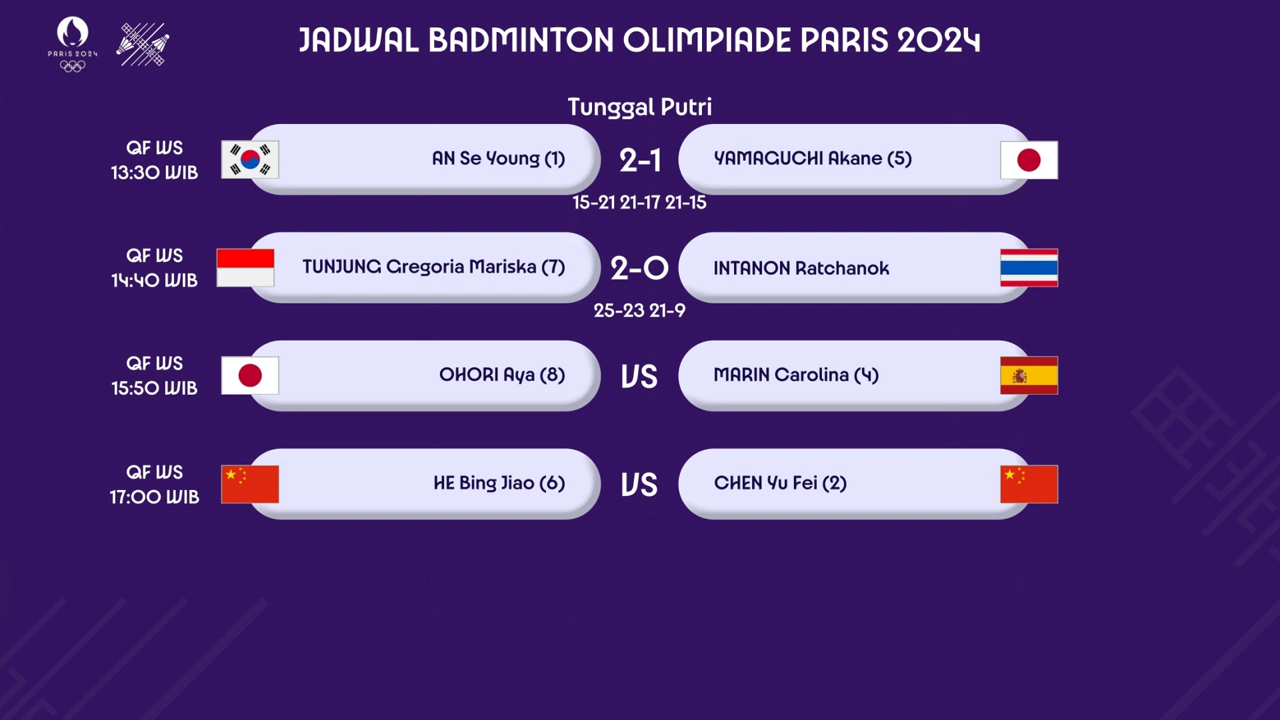 PARIS 2024
JADWAL BADMINTON OLIMPIADE PARIS 2024
Tunggal Putri
QF WS
13:30 WIB
AN Se Young (1)
2-1
YAMAGUCHI Akane (5)
15-21 21-17 21-15
QF WS
14:40 WIB
TUNJUNG Gregoria Mariska (7)
2-0
INTANON Ratchanok
25-23 21-9
QF WS
15:50 WIB
OHORI Aya (8)
VS
MARIN Carolina (4)
QF WS
17:00 WIB
HE Bing Jiao (6)
VS
CHEN Yu Fei (2)